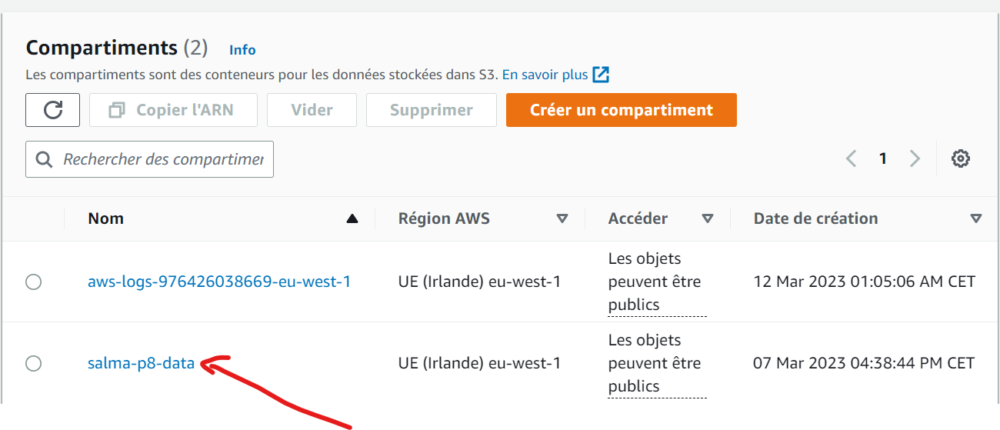 Compartiments (2) Info
Les compartiments sont des conteneurs pour les données stockées dans S3. En savoir plus
Copier l'ARN Vider Supprimer Créer un compartiment
Rechercher des compartimer
1
Nom Région AWS Accéder Date de création
aws-logs-976426038669-eu-west-1 UE (Irlande) eu-west-1 Les objets peuvent être publics 12 Mar 2023 01:05:06 AM CET
salma-p8-data UE (Irlande) eu-west-1 Les objets peuvent être publics 07 Mar 2023 04:38:44 PM CET